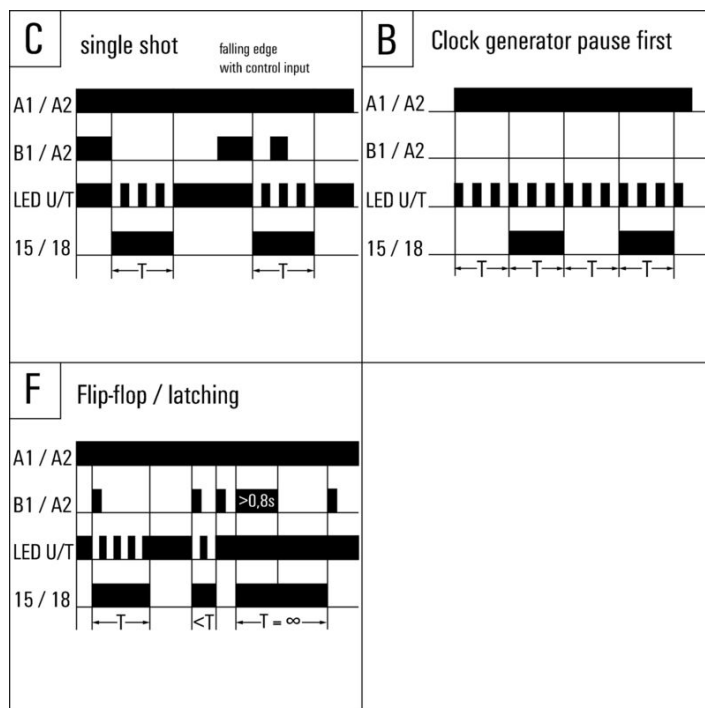 C single shot
falling edge
with control input
A1 / A2
B1 / A2
LED U/T
15 / 18
T T
B Clock generator pause first
A1 / A2
B1 / A2
LED U/T
15 / 18
T T T T
F Flip-flop / latching
A1 / A2
B1 / A2 >0,8s
LED U/T
15 / 18
T <T T = ∞